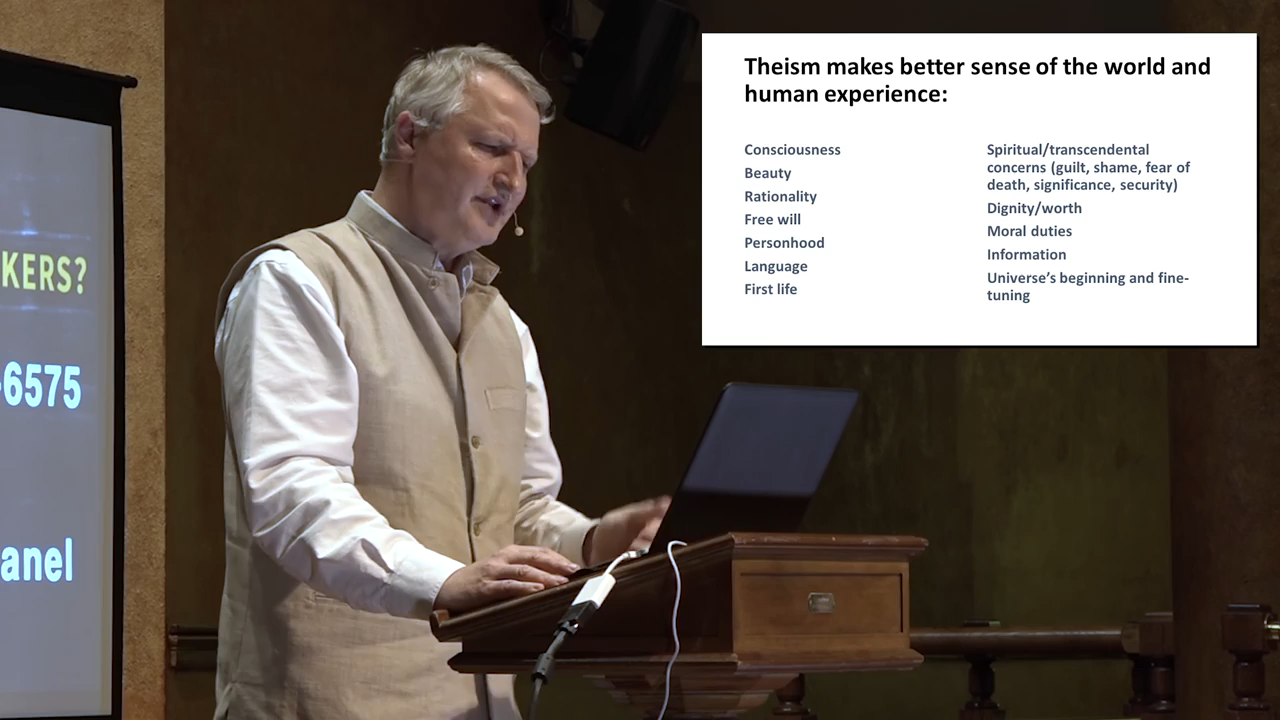 Theism makes better sense of the world and
human experience:
Consciousness
Beauty
Rationality
Free will
Personhood
Language
First life
Spiritual/transcendental
concerns (guilt, shame, fear of
death, significance, security)
Dignity/worth
Moral duties
Information
Universe's beginning and fine-
tuning
KERS?
-6575
anel